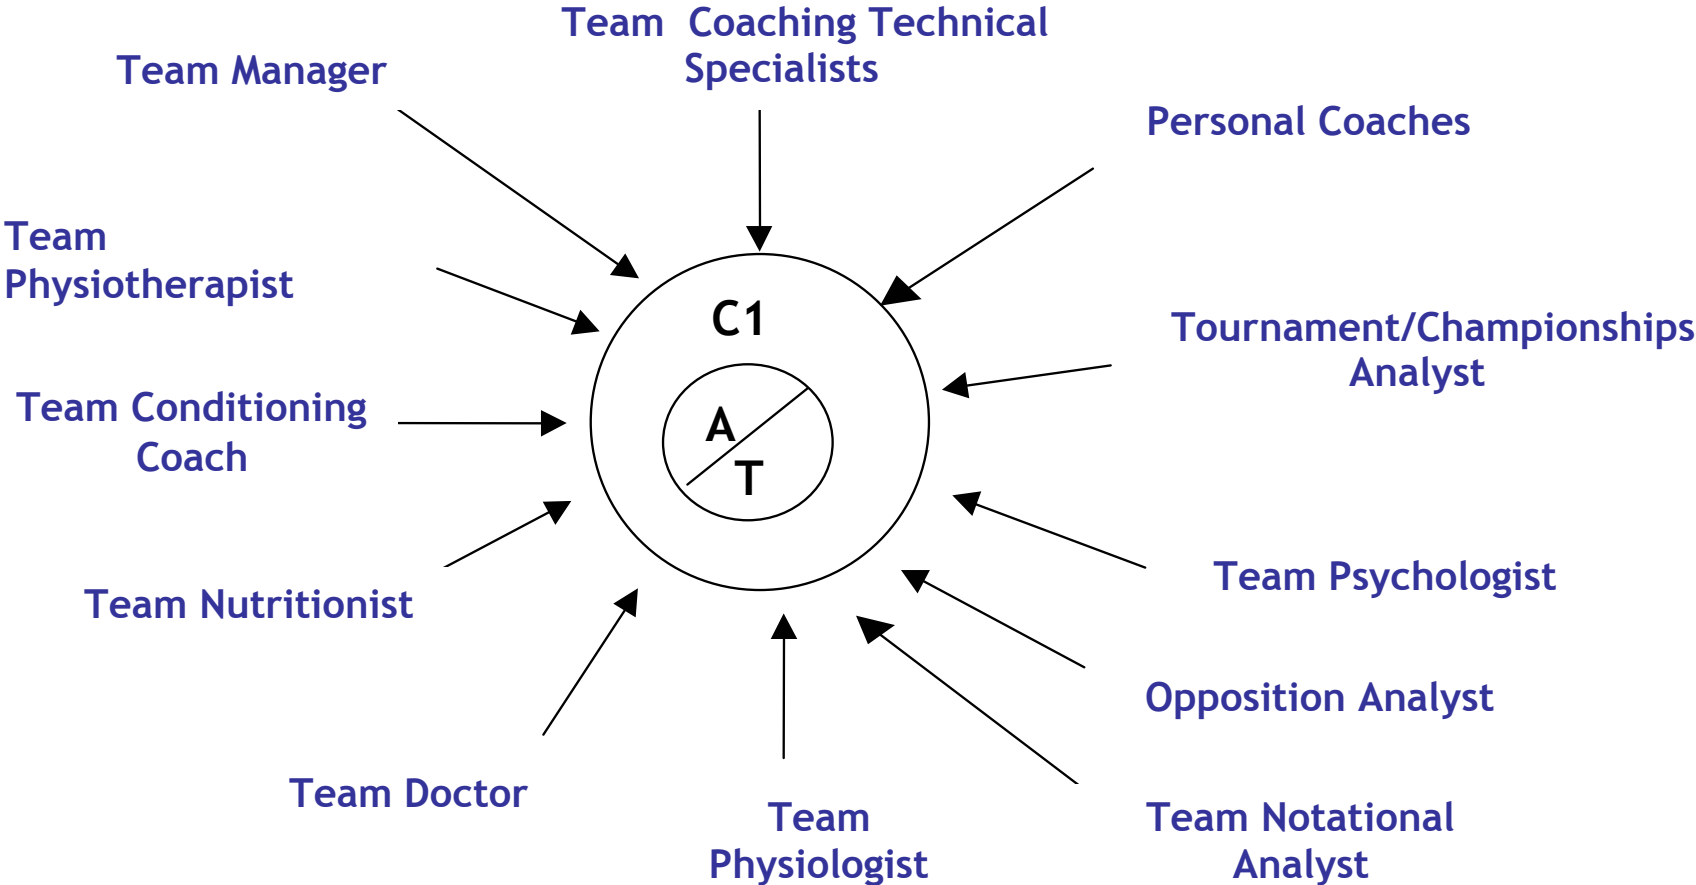 Team  Coaching Technical
Specialists
Team Manager
Personal Coaches
Team
Physiotherapist
C1
Tournament/Championships
Analyst
Team Conditioning
Coach
A
T
Team Psychologist
Team Nutritionist
Opposition Analyst
Team Doctor
Team
Physiologist
Team Notational
Analyst